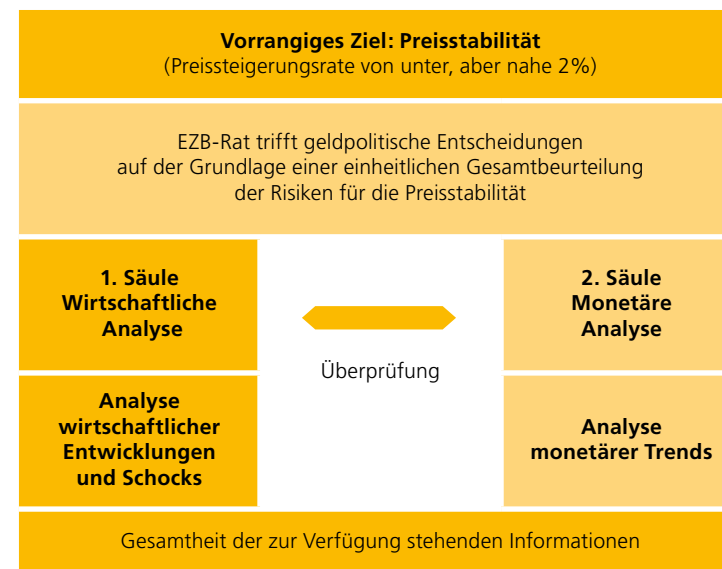 Vorrangiges Ziel: Preisstabilität
(Preissteigerungsrate von unter, aber nahe 2%)
EZB-Rat trifft geldpolitische Entscheidungen
auf der Grundlage einer einheitlichen Gesamtbeurteilung
der Risiken für die Preisstabilität
1. Säule
Wirtschaftliche
Analyse
Überprüfung
2. Säule
Monetäre
Analyse
Analyse
wirtschaftlicher
Entwicklungen
und Schocks
Analyse
monetärer Trends
Gesamtheit der zur Verfügung stehenden Informationen